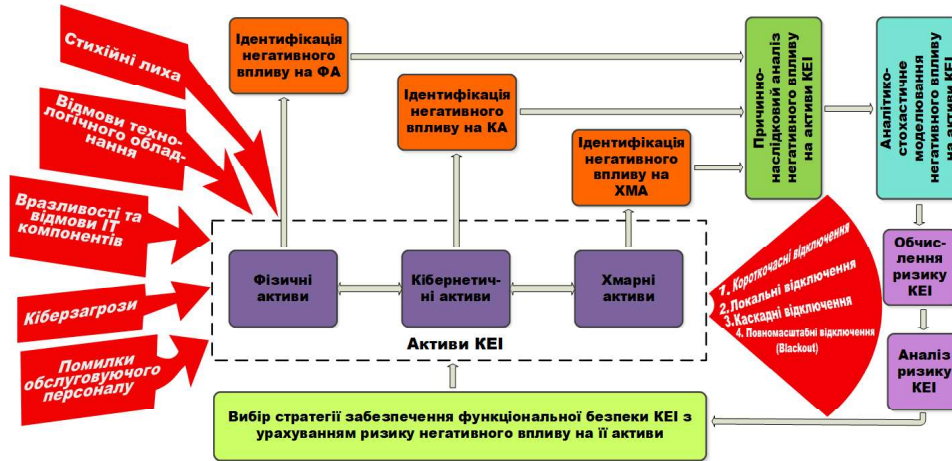 Стихійні лиха
Відмови техно-
логічного облад-
нання
Вразливості та
відмови ІТ
компонентів
Кіберзагрози
Помилки
обслуговуючого
персоналу
Ідентифікація
негативного
впливу на ФА
Ідентифікація
негативного
впливу на КА
Ідентифікація
негативного
впливу на
ХМА
Причинно-
наслідковий аналіз
негативного впливу
на активи КЕІ
Аналітико-
стохастичне
моделювання
негативного впливу
на активи КЕІ
Фізичні
активи
Кібернетич-
ні активи
Хмарні
активи
Активи КЕІ
1. Короткочасні відключення
2. Локальні відключення
3.Каскадні відключення
4. Повномасштабні відключення
(Blackout)
Обчис-
лення
ризику
КЕІ
Аналіз
ризику
КЕІ
Вибір стратегії забезпечення функціональної безпеки КЕІ з
урахуванням ризику негативного впливу на її активи